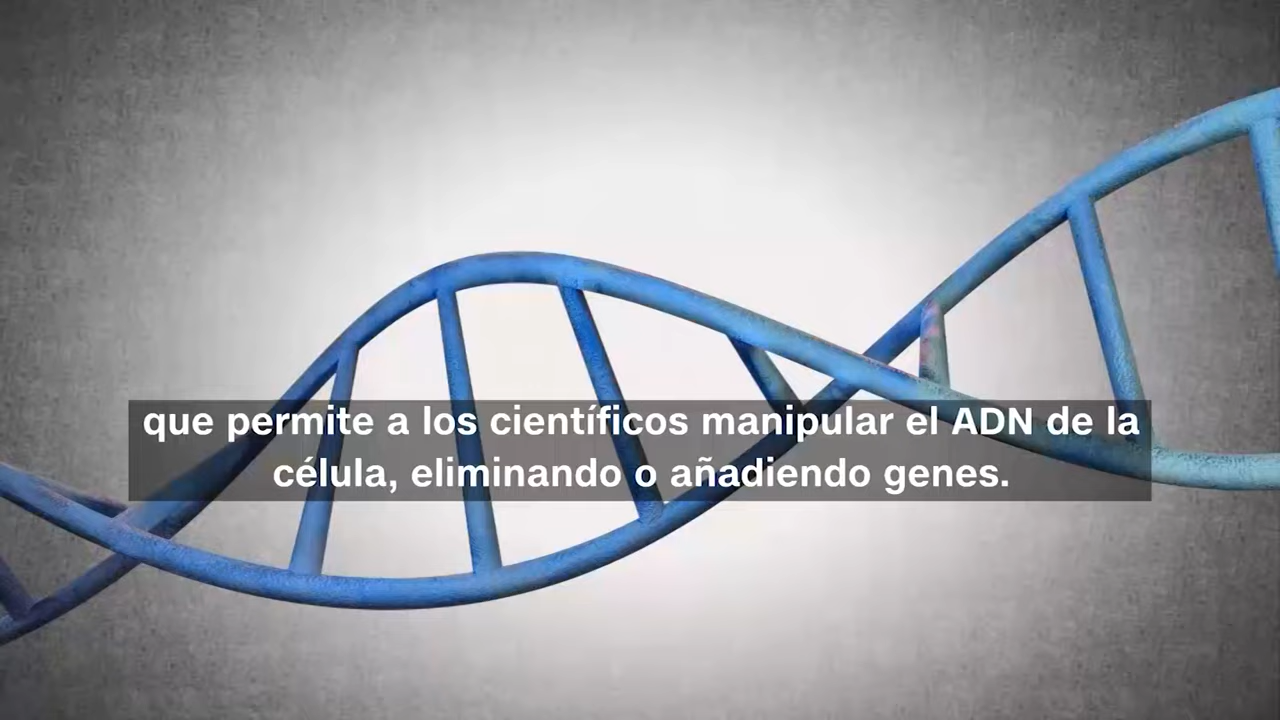 que permite a los científicos manipular el ADN de la
célula, eliminando o añadiendo genes.